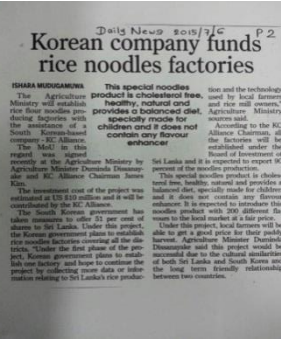 Daily News 2015/7/6 P 2
Korean company funds
rice noodles factories
ISHARA MUDUGAMUWA
The Agriculture
Ministry will establish
rice flour noodles pro-
ducing factories with
the assistance of a
South Korean-based
company - KC Alliance.
The MoU in this
regard was signed
recently at the Agriculture Ministry by
Agriculture Minister Duminda Dissanay-
ake and KC Alliance Chairman James
Kim.
The investment cost of the project was
estimated at US $10 million and it will be
contributed by the KC Alliance.
The South Korean government has
taken measures to offer 51 per cent of
shares to Sri Lanka. Under this project,
the Korean government plans to establish
rice noodles factories covering all the dis-
tricts. "Under the first phase of the pro-
ject, Korean government plans to estab-
lish one factory and hope to continue the
project by collecting more data or infor-
mation relating to Sri Lanka's rice produc-
This special noodles
product is cholesterol free,
healthy, natural and
provides a balanced diet,
specially made for
children and it does not
contain any flavour
enhancer
tion and the technology
used by local farmers
and rice mill owners,"
Agriculture Ministry
sources said.
According to the KC
Alliance Chairman, all
the factories will be
established under the
Board of Investment of
Sri Lanka and it is expected to export 90
percent of the noodles production.
This special noodles product is choles-
terol free, healthy, natural and provides a
balanced diet, specially made for children
and it does not contain any flavour
enhancer. It is expected to introduce this
noodles product with 200 different fla-
vours to the local market at a fair price.
Under this project, local farmers will be
able to get a good price for their paddy
harvest. Agriculture Minister Duminda
Dissanayake said this project would be
successful due to the cultural similarities
of both Sri Lanka and South Korea and
the long term friendly relationship
between two countries.